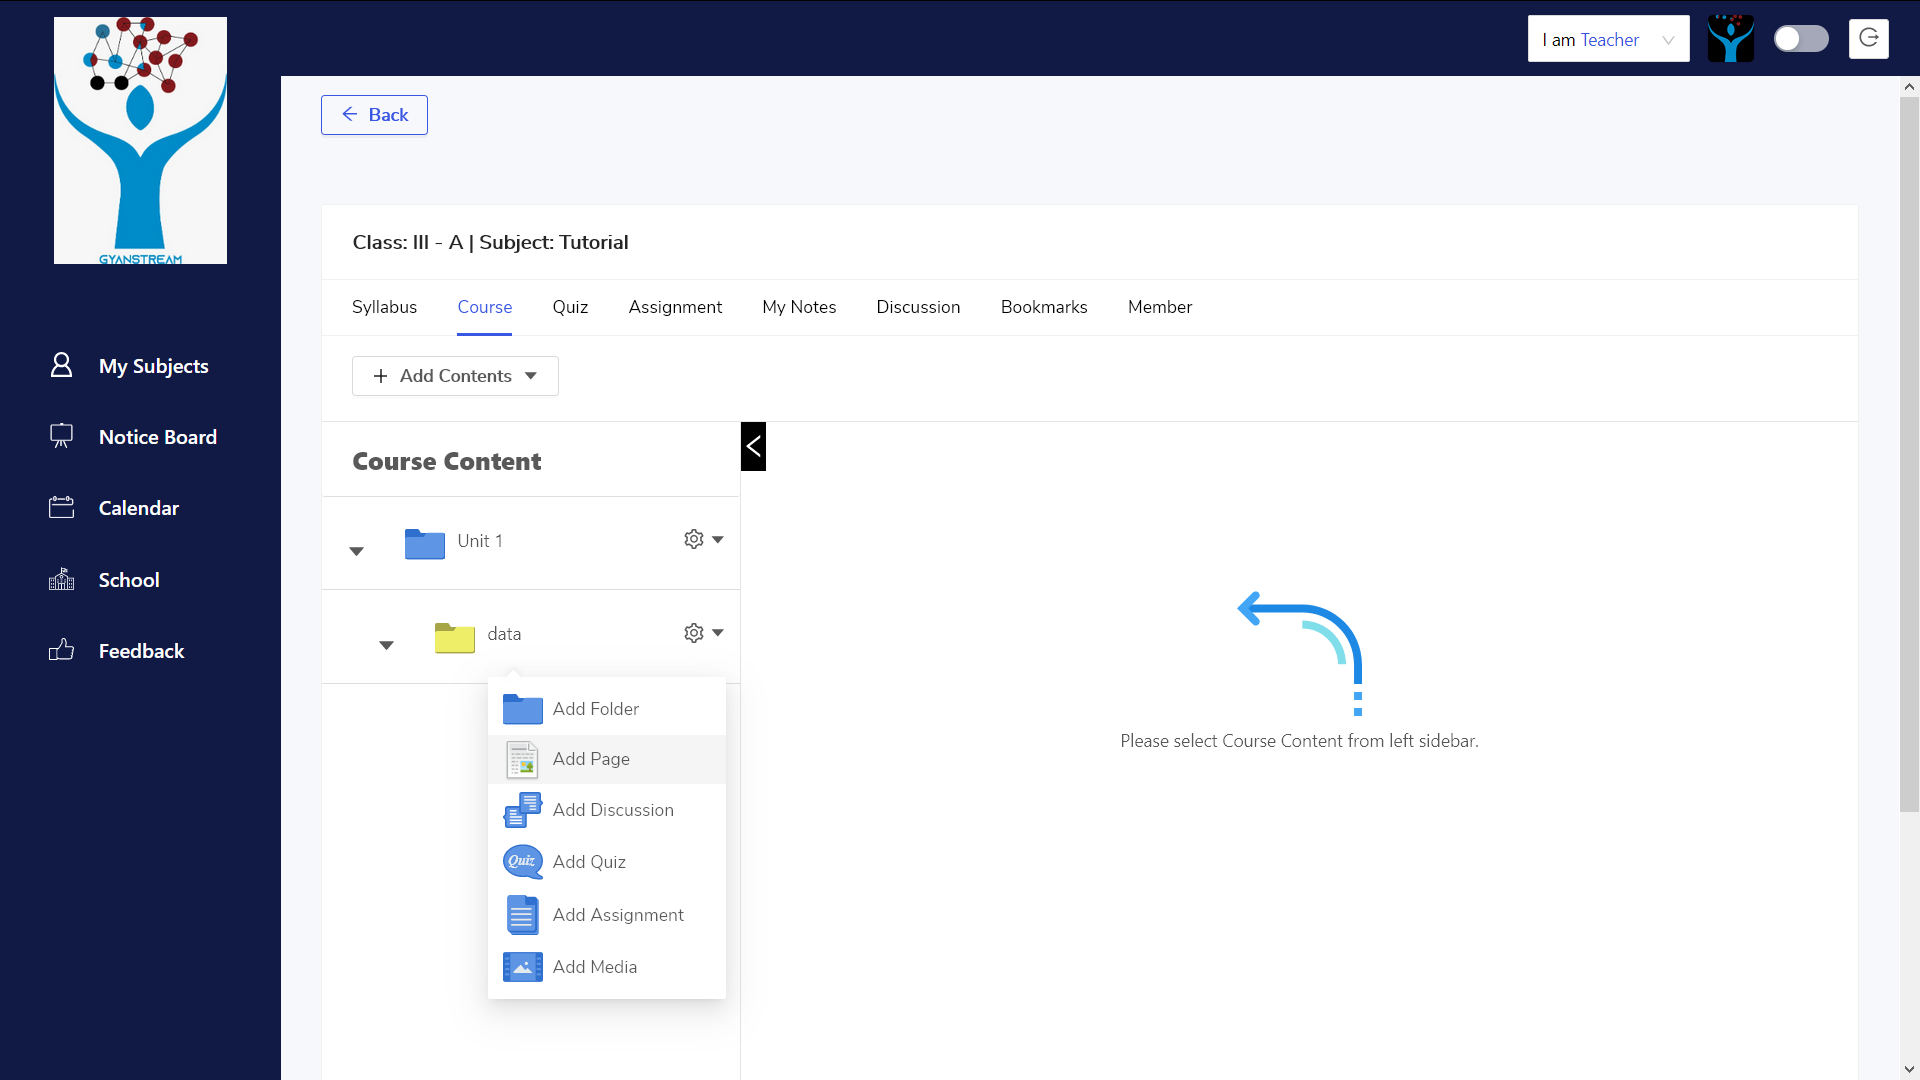 I am Teacher
GYANSTREAM
Back
Class: III - A | Subject: Tutorial
Syllabus Course Quiz Assignment My Notes Discussion Bookmarks Member
My Subjects
Add Contents
Notice Board
Course Content
Calendar
Unit 1
School
data
Feedback
Add Folder
Please select Course Content from left sidebar.
Add Page
Add Discussion
Quiz Add Quiz
Add Assignment
Add Media